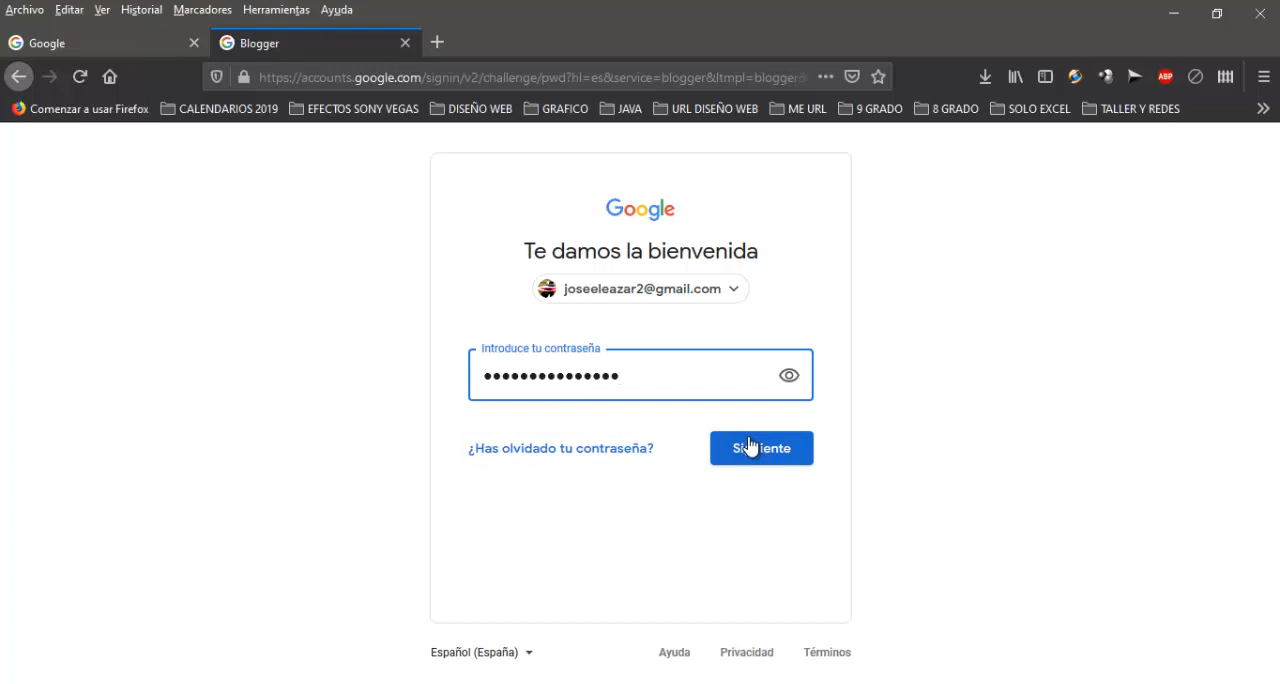 Archivo Editar Ver Historial Marcadores Herramientas Ayuda
Google
Blogger
https://accounts.google.com/signin/v2/challenge/pwd?hl=es&service=blogger&ltmpl=blogger
ABP
Comenzar a usar Firefox CALENDARIOS 2019 EFECTOS SONY VEGAS DISEÑO WEB GRAFICO JAVA URL DISEÑO WEB ME URL 9 GRADO 8 GRADO SOLO EXCEL TALLER Y REDES
Google
Te damos la bienvenida
joseeleazar2@gmail.com
Introduce tu contraseña
¿Has olvidado tu contraseña?
Siguiente
Español (España) Ayuda Privacidad Términos